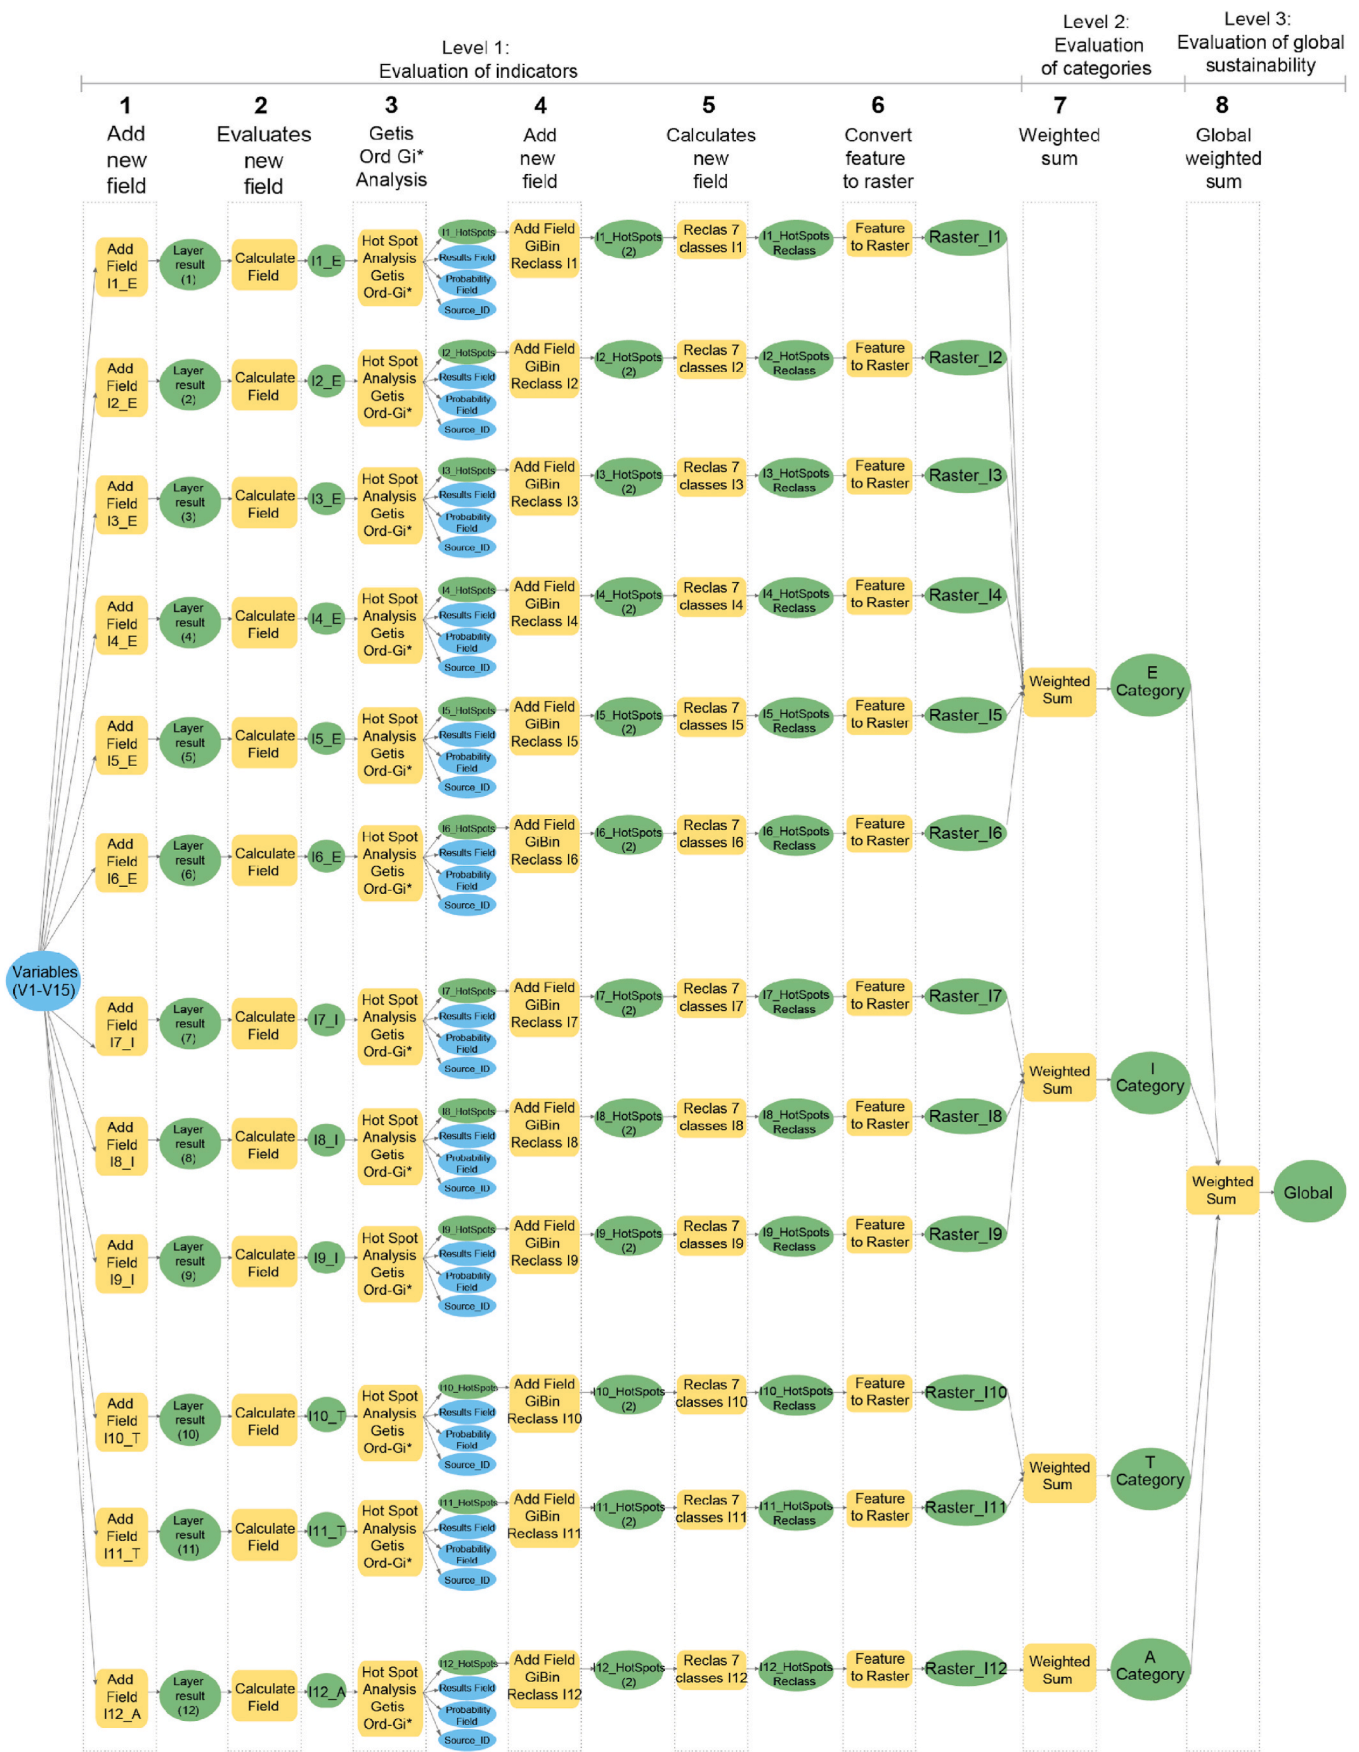 Level 1:
Evaluation of indicators
Level 2:
Evaluation
of categories
Level 3:
Evaluation of global
sustainability
1
Add
new
field
2
Evaluates
new
field
3
Getis
Ord Gi*
Analysis
4
Add
new
field
5
Calculates
new
field
6
Convert
feature
to raster
7
Weighted
sum
8
Global
weighted
sum
Variables
(V1-V15)
Add
Field
I1_E
Layer
result
(1)
Calculate
Field
I1_E
Hot Spot
Analysis
Getis
Ord-Gi*
I1_HotSpots
Results Field
Probability
Field
Source_ID
Add Field
GiBin
Reclass I1
I1_HotSpots
(2)
Reclas 7
classes I1
I1_HotSpots
Reclass
Feature
to Raster
Raster_I1
Add
Field
I2_E
Layer
result
(2)
Calculate
Field
I2_E
Hot Spot
Analysis
Getis
Ord-Gi*
I2_HotSpots
Results Field
Probability
Field
Source_ID
Add Field
GiBin
Reclass I2
I2_HotSpots
(2)
Reclas 7
classes I2
I2_HotSpots
Reclass
Feature
to Raster
Raster_I2
Add
Field
I3_E
Layer
result
(3)
Calculate
Field
I3_E
Hot Spot
Analysis
Getis
Ord-Gi*
I3_HotSpots
Results Field
Probability
Field
Source_ID
Add Field
GiBin
Reclass I3
I3_HotSpots
(2)
Reclas 7
classes I3
I3_HotSpots
Reclass
Feature
to Raster
Raster_I3
Add
Field
I4_E
Layer
result
(4)
Calculate
Field
I4_E
Hot Spot
Analysis
Getis
Ord-Gi*
I4_HotSpots
Results Field
Probability
Field
Source_ID
Add Field
GiBin
Reclass I4
I4_HotSpots
(2)
Reclas 7
classes I4
I4_HotSpots
Reclass
Feature
to Raster
Raster_I4
Add
Field
I5_E
Layer
result
(5)
Calculate
Field
I5_E
Hot Spot
Analysis
Getis
Ord-Gi*
I5_HotSpots
Results Field
Probability
Field
Source_ID
Add Field
GiBin
Reclass I5
I5_HotSpots
(2)
Reclas 7
classes I5
I5_HotSpots
Reclass
Feature
to Raster
Raster_I5
Add
Field
I6_E
Layer
result
(6)
Calculate
Field
I6_E
Hot Spot
Analysis
Getis
Ord-Gi*
I6_HotSpots
Results Field
Probability
Field
Source_ID
Add Field
GiBin
Reclass I6
I6_HotSpots
(2)
Reclas 7
classes I6
I6_HotSpots
Reclass
Feature
to Raster
Raster_I6
Weighted
Sum
E
Category
Add
Field
I7_I
Layer
result
(7)
Calculate
Field
I7_I
Hot Spot
Analysis
Getis
Ord-Gi*
I7_HotSpots
Results Field
Probability
Field
Source_ID
Add Field
GiBin
Reclass I7
I7_HotSpots
(2)
Reclas 7
classes I7
I7_HotSpots
Reclass
Feature
to Raster
Raster_I7
Add
Field
I8_I
Layer
result
(8)
Calculate
Field
I8_I
Hot Spot
Analysis
Getis
Ord-Gi*
I8_HotSpots
Results Field
Probability
Field
Source_ID
Add Field
GiBin
Reclass I8
I8_HotSpots
(2)
Reclas 7
classes I8
I8_HotSpots
Reclass
Feature
to Raster
Raster_I8
Add
Field
I9_I
Layer
result
(9)
Calculate
Field
I9_I
Hot Spot
Analysis
Getis
Ord-Gi*
I9_HotSpots
Results Field
Probability
Field
Source_ID
Add Field
GiBin
Reclass I9
I9_HotSpots
(2)
Reclas 7
classes I9
I9_HotSpots
Reclass
Feature
to Raster
Raster_I9
Weighted
Sum
I
Category
Add
Field
I10_T
Layer
result
(10)
Calculate
Field
I10_T
Hot Spot
Analysis
Getis
Ord-Gi*
I10_HotSpots
Results Field
Probability
Field
Source_ID
Add Field
GiBin
Reclass I10
I10_HotSpots
(2)
Reclas 7
classes I10
I10_HotSpots
Reclass
Feature
to Raster
Raster_I10
Add
Field
I11_T
Layer
result
(11)
Calculate
Field
I11_T
Hot Spot
Analysis
Getis
Ord-Gi*
I11_HotSpots
Results Field
Probability
Field
Source_ID
Add Field
GiBin
Reclass I11
I11_HotSpots
(2)
Reclas 7
classes I11
I11_HotSpots
Reclass
Feature
to Raster
Raster_I11
Weighted
Sum
T
Category
Add
Field
I12_A
Layer
result
(12)
Calculate
Field
I12_A
Hot Spot
Analysis
Getis
Ord-Gi*
I12_HotSpots
Results Field
Probability
Field
Source_ID
Add Field
GiBin
Reclass I12
I12_HotSpots
(2)
Reclas 7
classes I12
I12_HotSpots
Reclass
Feature
to Raster
Raster_I12
Weighted
Sum
A
Category
Weighted
Sum
Global